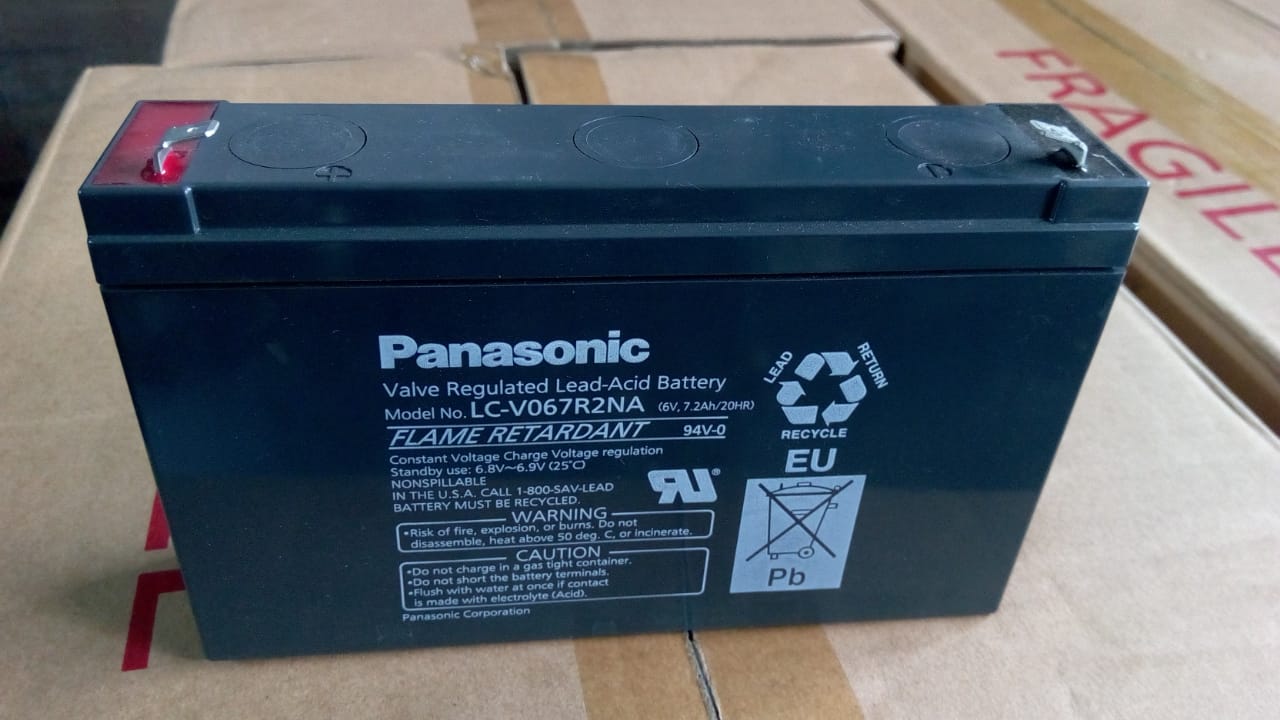 FRAGILE
Panasonic
Valve Regulated Lead-Acid Battery
Model No. LC-V067R2NA (6V, 7.2Ah/20HR)
FLAME RETARDANT 94V-0
Constant Voltage Charge Voltage regulation
Standby use: 6.8V~6.9V (25°C)
NONSPILLABLE
IN THE U.S.A. CALL 1-800-SAV-LEAD
BATTERY MUST BE RECYCLED.
WARNING
•Risk of fire, explosion, or burns. Do not
disassemble, heat above 50 deg. C, or incinerate.
CAUTION
•Do not charge in a gas tight container.
•Do not short the battery terminals.
•Flush with water at once if contact
is made with electrolyte (Acid).
Panasonic Corporation
LEAD
RETURN
RECYCLE
RU®
EU
Pb